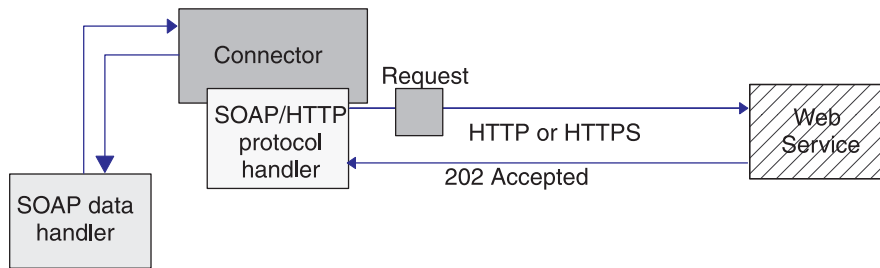 Connector
Request
SOAP/HTTP
protocol
handler
HTTP or HTTPS
Web
Service
202 Accepted
SOAP data
handler